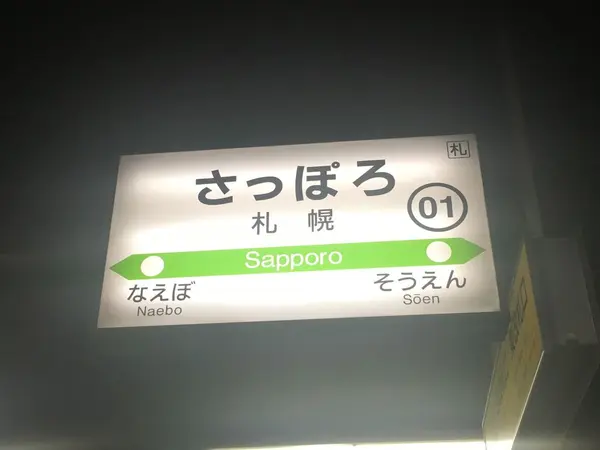 札
さっぽろ
01
札幌
Sapporo
なえぼ
Naebo
そうえん
Sōen